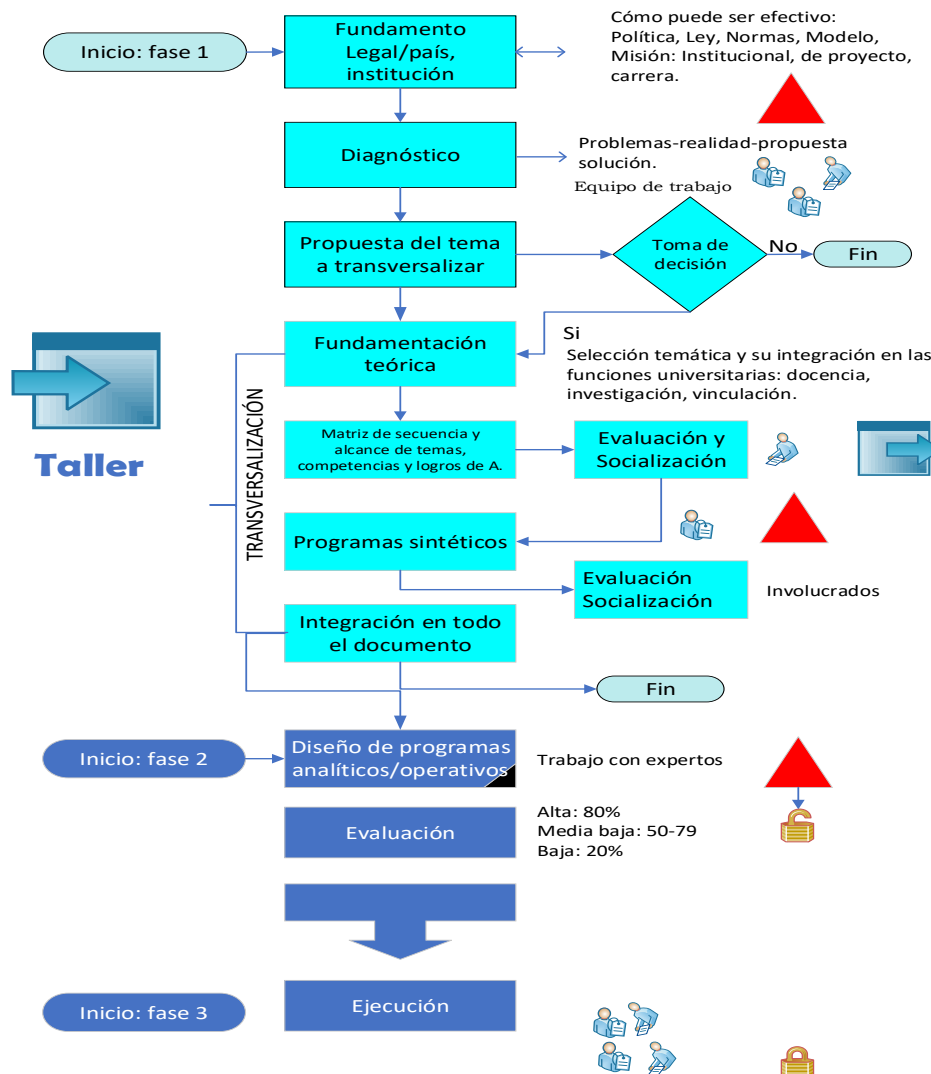 Inicio: fase 1
Fundamento
Legal/país,
institución
Cómo puede ser efectivo:
Política, Ley, Normas, Modelo,
Misión: Institucional, de proyecto,
carrera.
Diagnóstico
Problemas-realidad-propuesta
solución.
Equipo de trabajo
Propuesta del tema
a transversalizar
Toma de
decisión
No
Fin
Si
Fundamentación
teórica
Selección temática y su integración en las
funciones universitarias: docencia,
investigación, vinculación.
Taller
TRANSVERSALIZACIÓN
Matriz de secuencia y
alcance de temas,
competencias y logros de A.
Evaluación y
Socialización
Programas sintéticos
Evaluación
Socialización
Involucrados
Integración en todo
el documento
Fin
Inicio: fase 2
Diseño de programas
analíticos/operativos
Trabajo con expertos
Evaluación
Alta: 80%
Media baja: 50-79
Baja: 20%
Inicio: fase 3
Ejecución